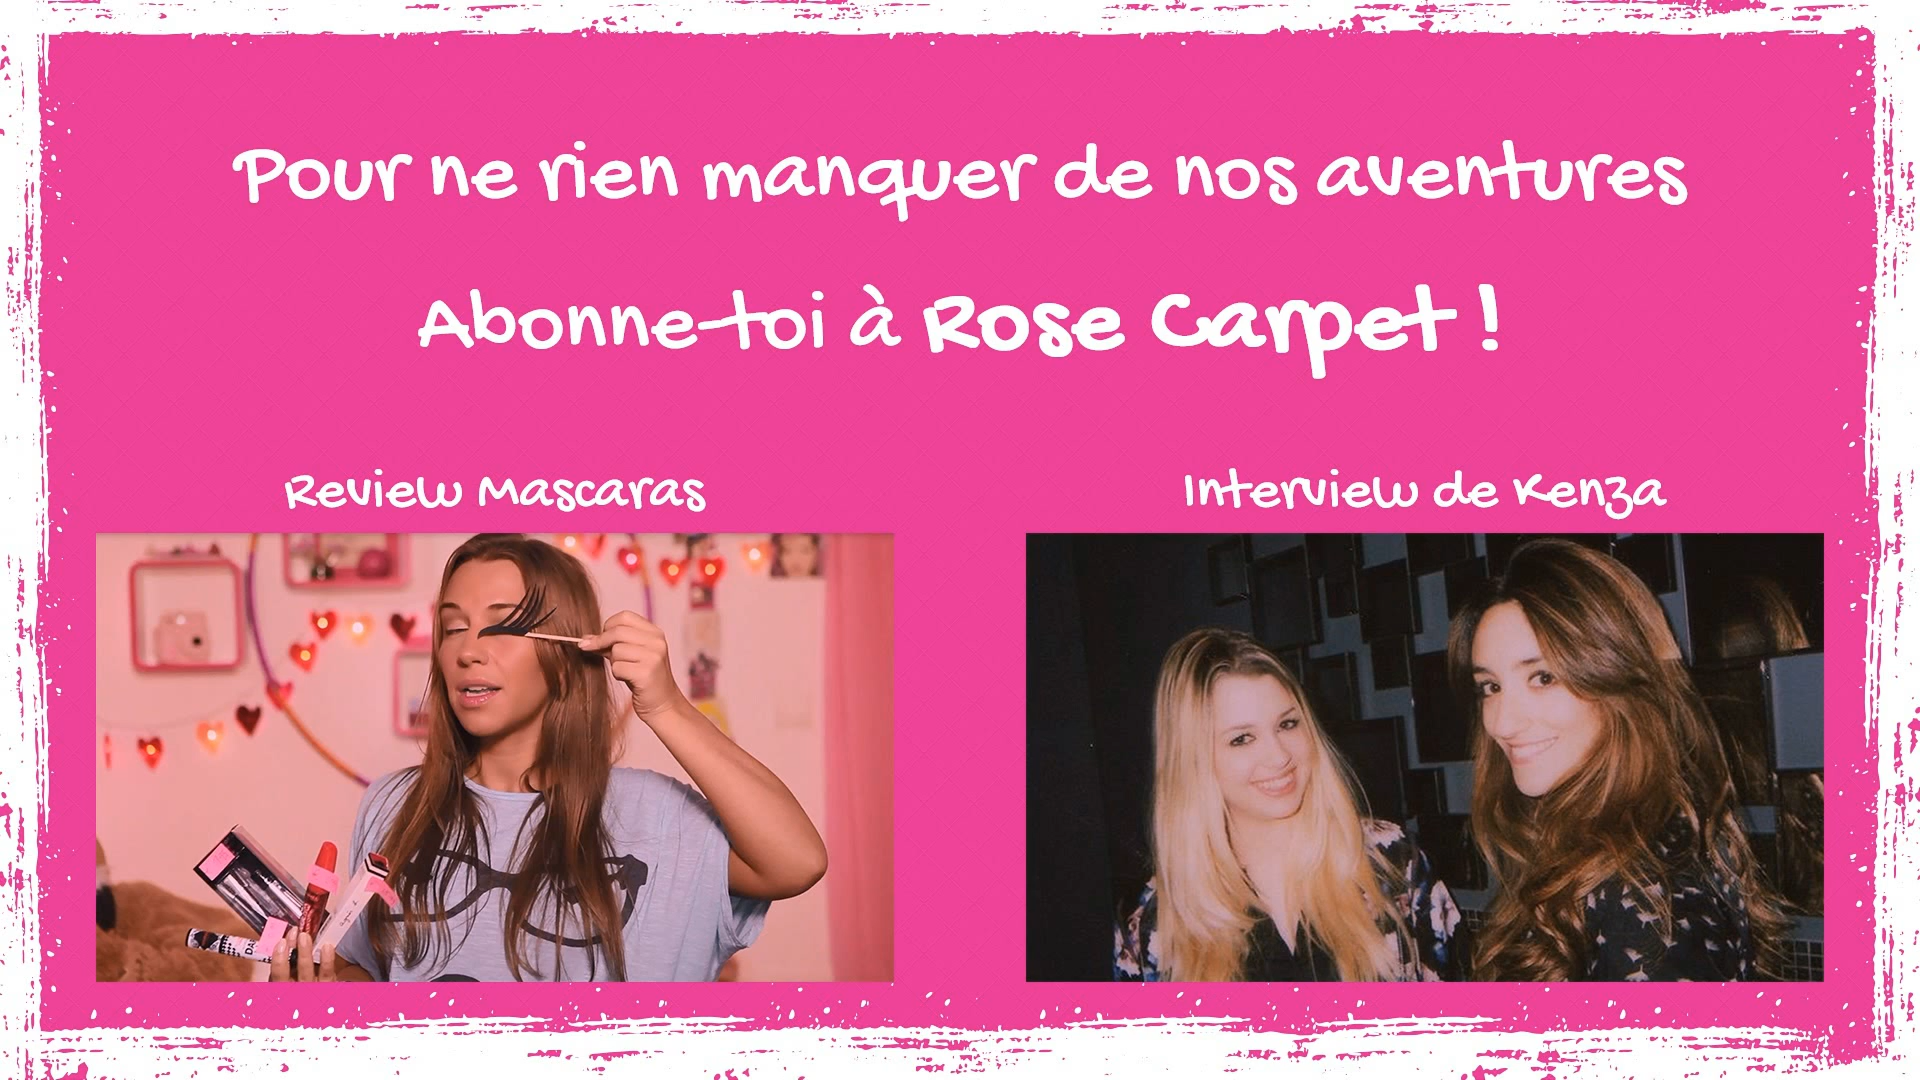 Pour ne rien manquer de nos aventures
Abonne-toi à Rose Carpet !
Review Mascaras
Interview de Kenza